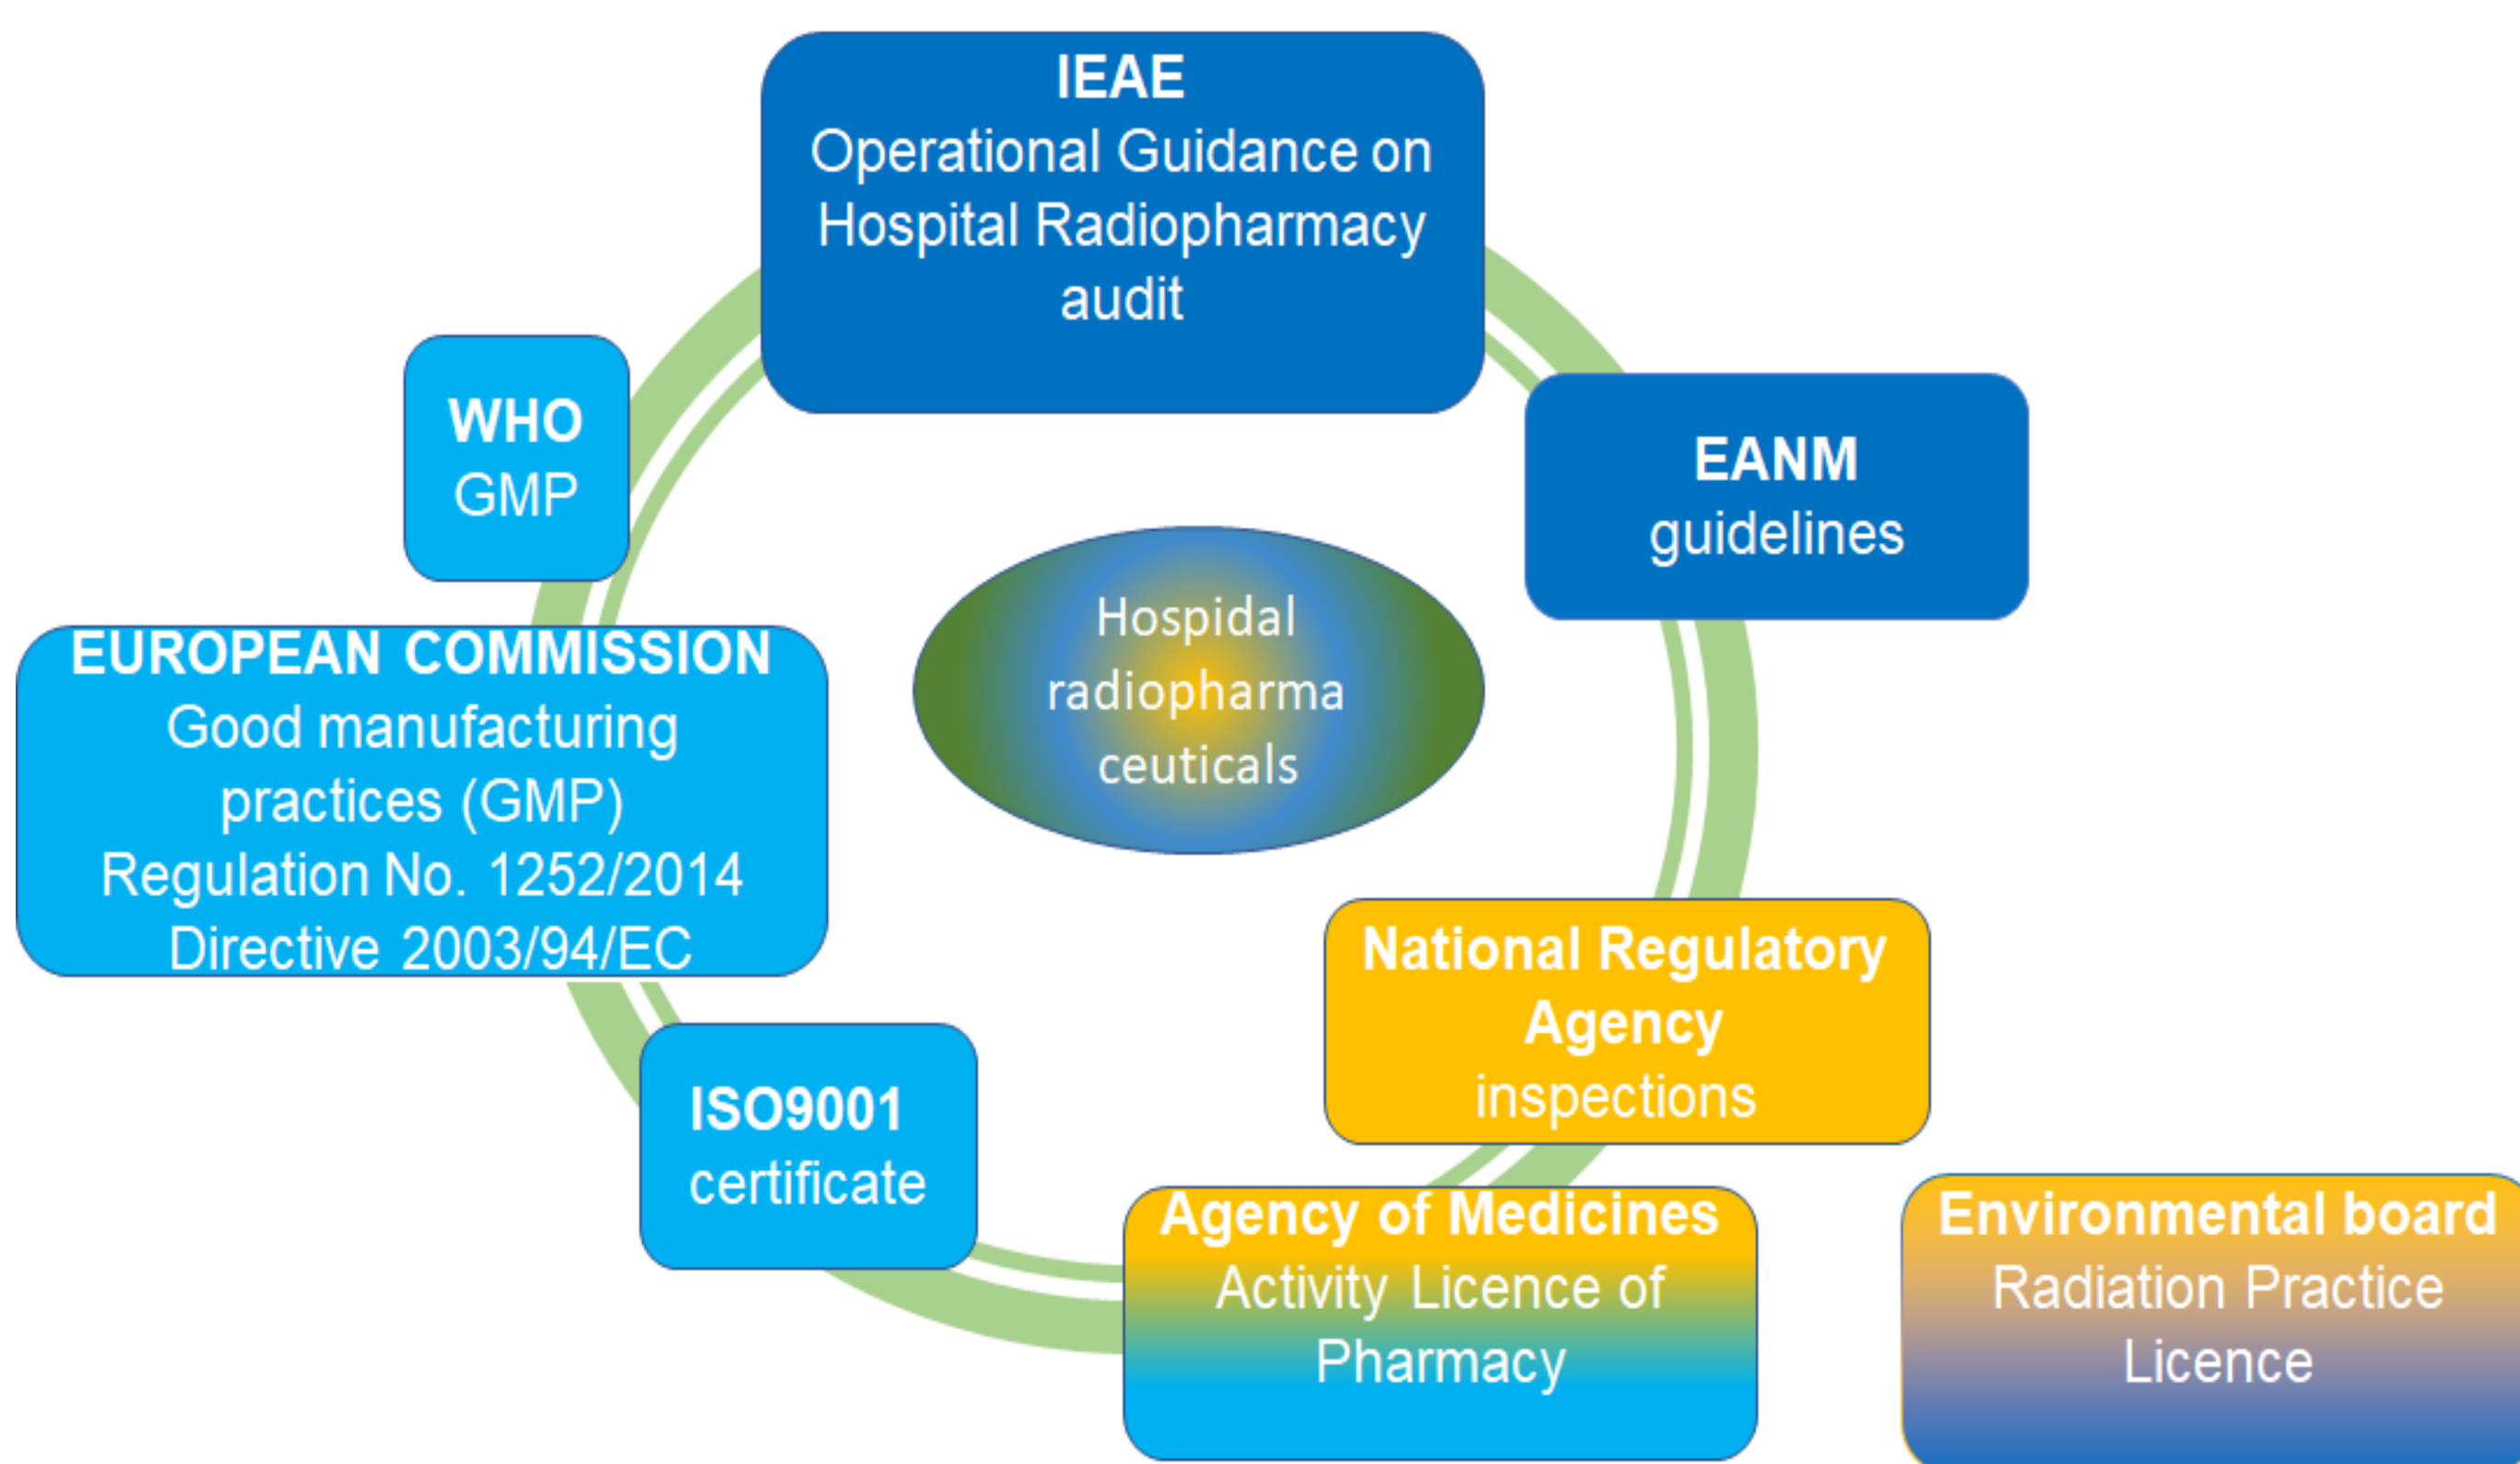 IEAE
Operational Guidance on
Hospital Radiopharmacy
audit
WHO
GMP
EANM
guidelines
Hospidal
radiopharma
ceuticals
EUROPEAN COMMISSION
Good manufacturing
practices (GMP)
Regulation No. 1252/2014
Directive 2003/94/EC
National Regulatory
Agency
inspections
ISO9001
certificate
Agency of Medicines
Activity Licence of
Pharmacy
Environmental board
Radiation Practice
Licence